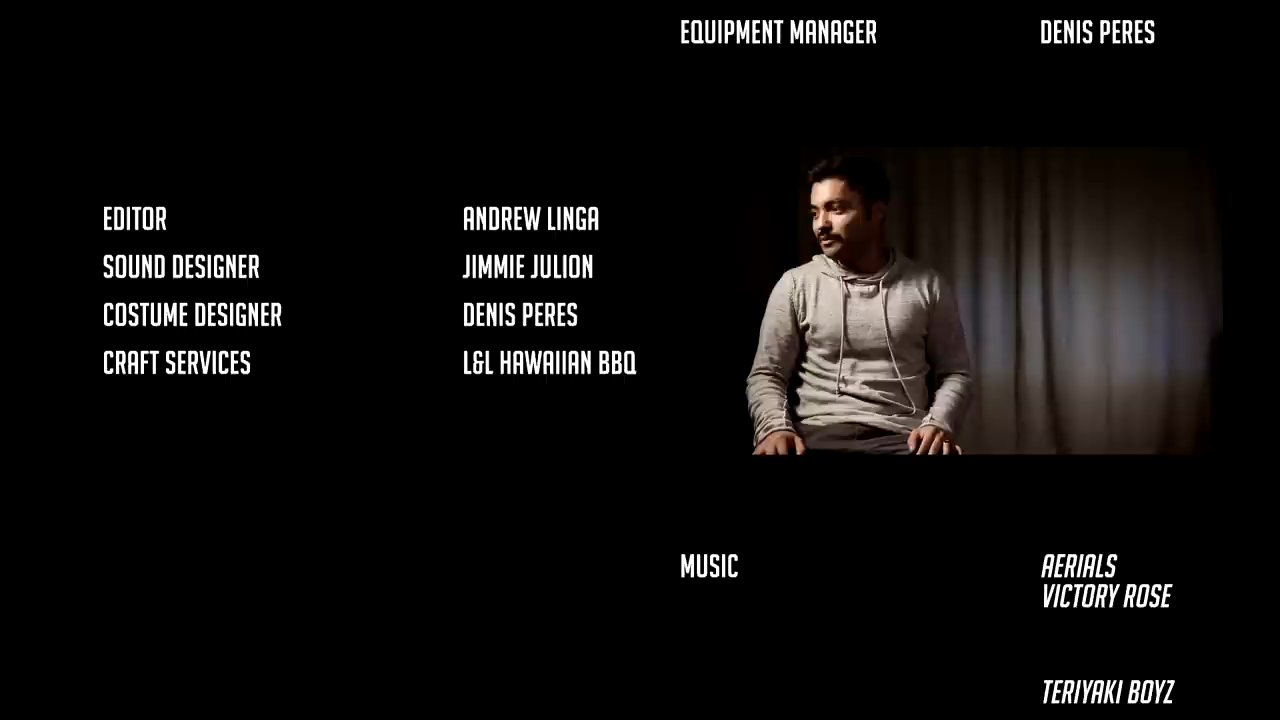 EQUIPMENT MANAGER DENIS PERES
EDITOR ANDREW LINGA
SOUND DESIGNER JIMMIE JULION
COSTUME DESIGNER DENIS PERES
CRAFT SERVICES L&L HAWAIIAN BBQ
MUSIC AERIALS
VICTORY ROSE
TERIYAKI BOYZ